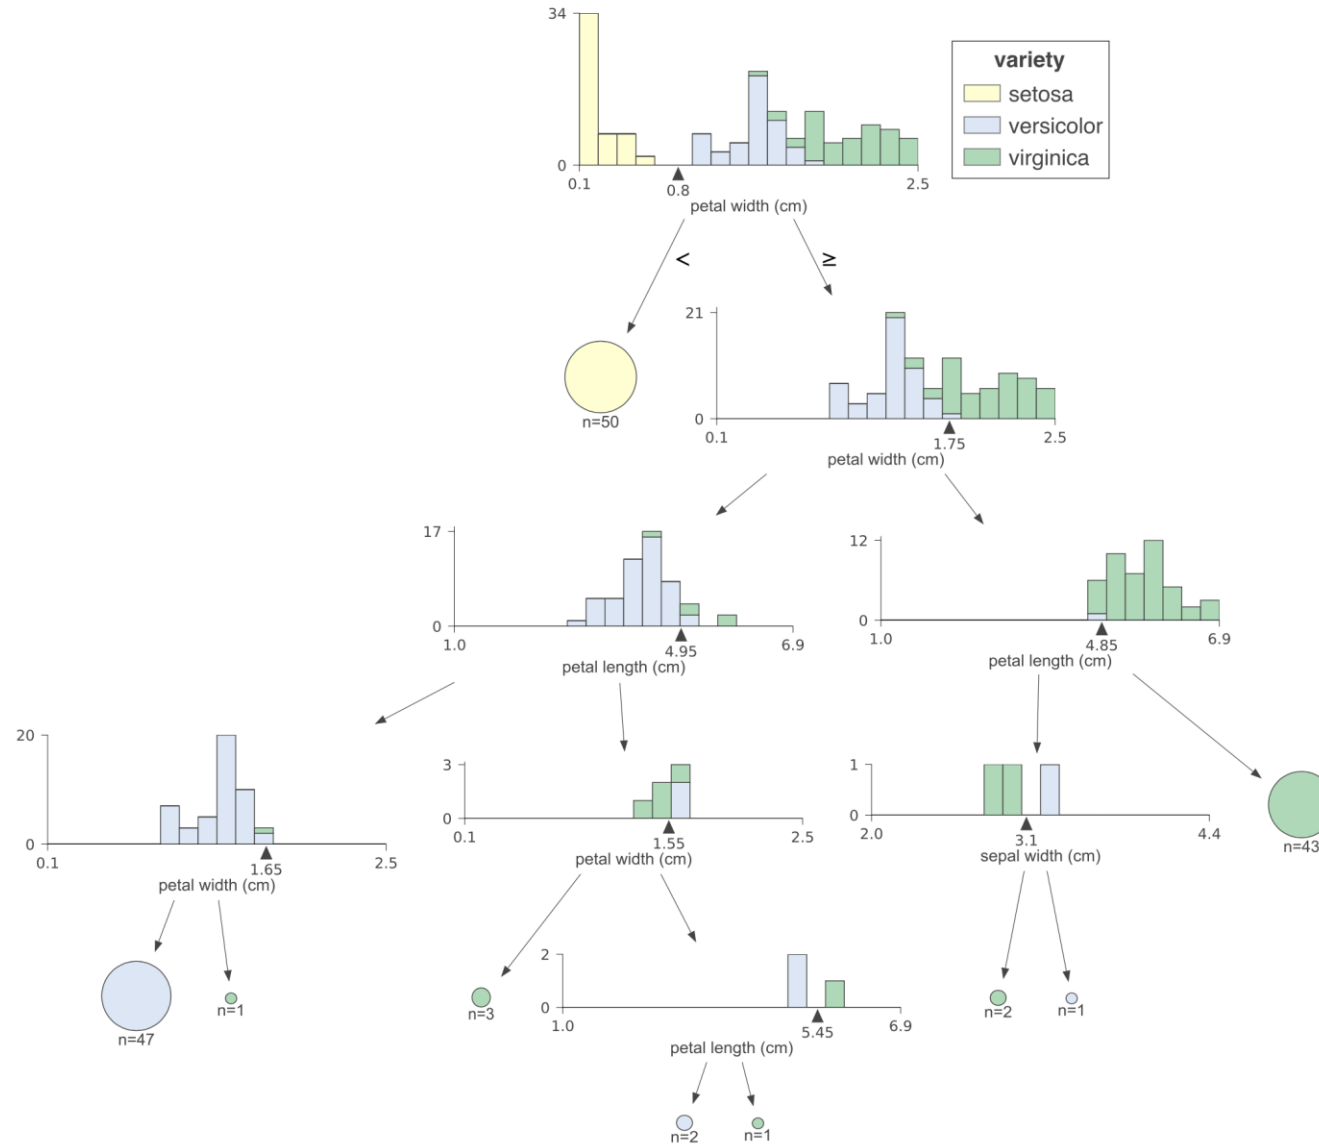 34
0
0.1
0.8
2.5
petal width (cm)
variety
setosa
versicolor
virginica
<
≥
n=50
21
0
0.1
1.75
2.5
petal width (cm)
17
0
1.0
4.95
6.9
petal length (cm)
12
0
1.0
4.85
6.9
petal length (cm)
20
0
0.1
1.65
2.5
petal width (cm)
3
0
0.1
1.55
2.5
petal width (cm)
1
0
2.0
3.1
4.4
sepal width (cm)
n=43
n=47
n=1
n=3
2
0
1.0
5.45
6.9
petal length (cm)
n=2
n=1
n=2
n=1